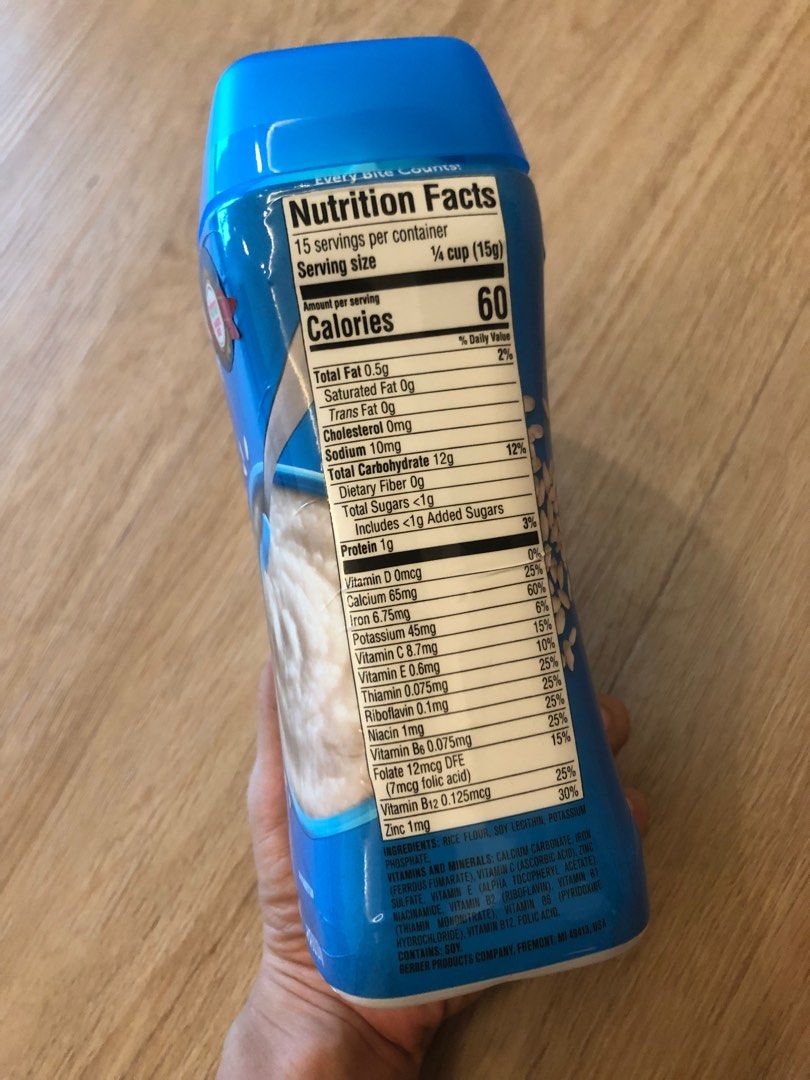 Every Bite Counts!
Nutrition Facts
15 servings per container
Serving size ¼ cup (15g)
Amount per serving
Calories 60
% Daily Value
Total Fat 0.5g 2%
Saturated Fat 0g
Trans Fat 0g
Cholesterol 0mg
Sodium 10mg
Total Carbohydrate 12g 12%
Dietary Fiber 0g
Total Sugars <1g
Includes <1g Added Sugars
Protein 1g 3%
Vitamin D 0mcg 0%
Calcium 65mg 25%
Iron 6.75mg 60%
Potassium 45mg 6%
Vitamin C 8.7mg 15%
Vitamin E 0.6mg 10%
Thiamin 0.075mg 25%
Riboflavin 0.1mg 25%
Niacin 1mg 25%
Vitamin B6 0.075mg 25%
Folate 12mcg DFE 15%
(7mcg folic acid)
Vitamin B12 0.125mcg 25%
Zinc 1mg 30%
INGREDIENTS: RICE FLOUR, SOY LECITHIN, POTASSIUM
PHOSPHATE.
VITAMINS AND MINERALS: CALCIUM CARBONATE, IRON
(FERROUS FUMARATE), VITAMIN C (ASCORBIC ACID), ZINC
SULFATE, VITAMIN E (ALPHA TOCOPHERYL ACETATE),
NIACINAMIDE, VITAMIN B2 (RIBOFLAVIN), VITAMIN B1
(THIAMIN MONONITRATE), VITAMIN B6 (PYRIDOXINE
HYDROCHLORIDE), VITAMIN B12, FOLIC ACID.
CONTAINS: SOY.
GERBER PRODUCTS COMPANY, FREMONT, MI 49413, USA